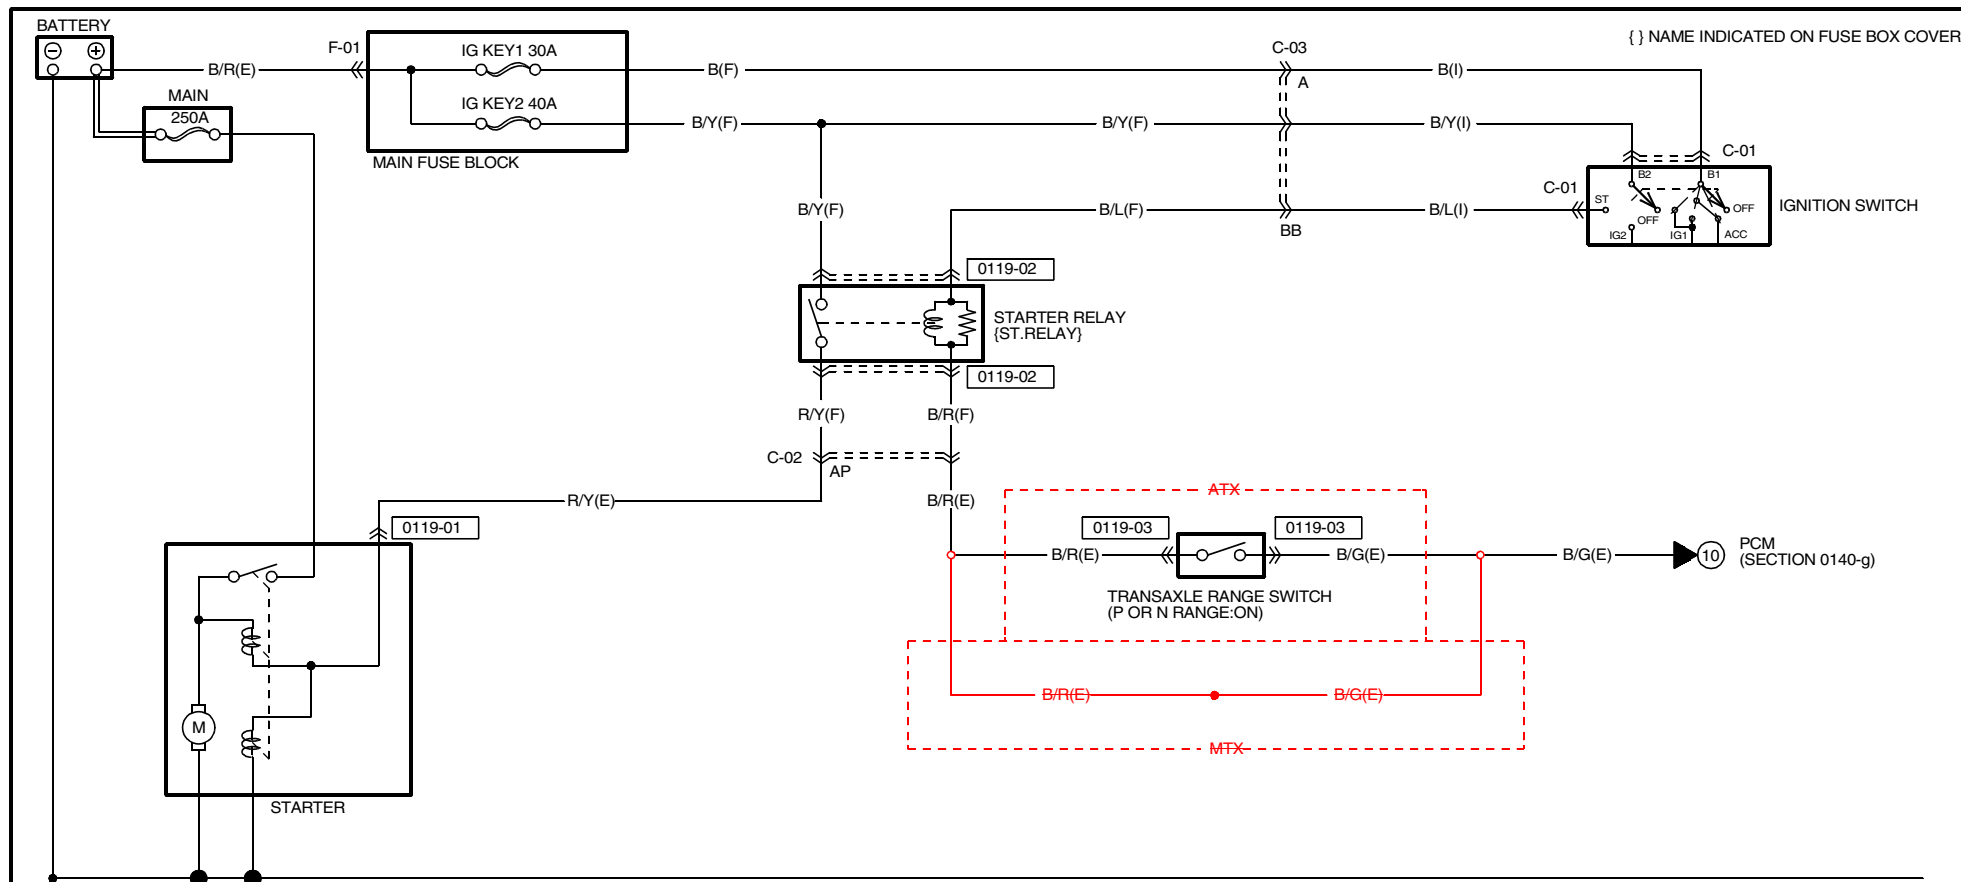 BATTERY
{ } NAME INDICATED ON FUSE BOX COVER
F-01
IG KEY1 30A
C-03
B/R(E)
B(F)
B(I)
A
MAIN
250A
IG KEY2 40A
B/Y(F)
B/Y(F)
B/Y(I)
MAIN FUSE BLOCK
C-01
B2
B1
C-01
ST
OFF
OFF
IG2
IG1
ACC
IGNITION SWITCH
B/Y(F)
B/L(F)
B/L(I)
BB
0119-02
STARTER RELAY
{ST.RELAY}
0119-02
R/Y(F)
B/R(F)
C-02
AP
R/Y(E)
B/R(E)
ATX
0119-01
0119-03
0119-03
B/R(E)
B/G(E)
B/G(E)
10
PCM
(SECTION 0140-g)
TRANSAXLE RANGE SWITCH
(P OR N RANGE:ON)
B/R(E)
B/G(E)
M
MTX
STARTER